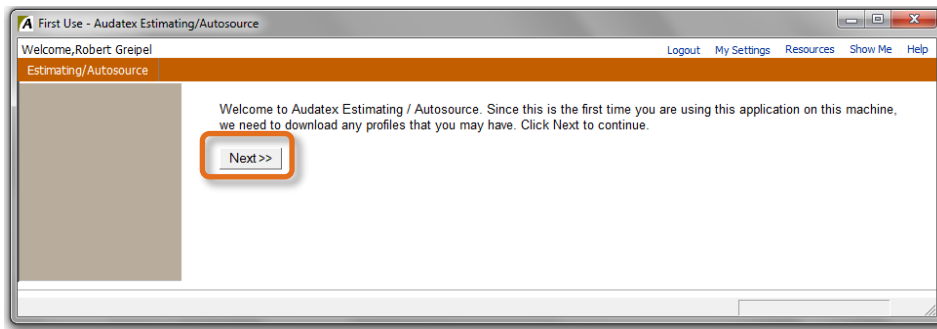 First Use - Audatex Estimating/Autosource
Welcome,Robert Greipel
Logout My Settings Resources Show Me Help
Estimating/Autosource
Welcome to Audatex Estimating / Autosource. Since this is the first time you are using this application on this machine,
we need to download any profiles that you may have. Click Next to continue.
Next>>